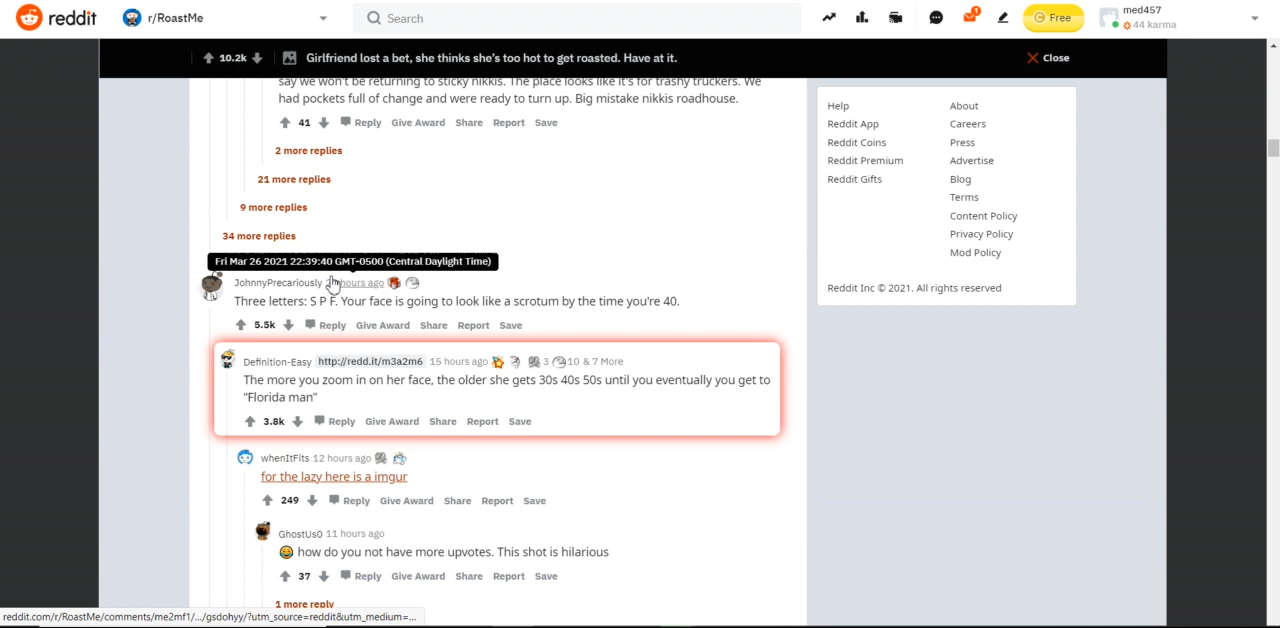 reddit
r/RoastMe
Search
1
Free
med457
44 karma
10.2k
Girlfriend lost a bet, she thinks she's too hot to get roasted. Have at it.
Close
say we won't be returning to sticky nikkis. The place looks like it's for trashy truckers. We
had pockets full of change and were ready to turn up. Big mistake nikkis roadhouse.
41 Reply Give Award Share Report Save
2 more replies
21 more replies
9 more replies
34 more replies
Fri Mar 26 2021 22:39:40 GMT-0500 (Central Daylight Time)
JohnnyPrecariously hours ago
Three letters: S P F. Your face is going to look like a scrotum by the time you're 40.
5.5k Reply Give Award Share Report Save
Definition-Easy http://redd.it/m3a2m6 15 hours ago 3 10 & 7 More
The more you zoom in on her face, the older she gets 30s 40s 50s until you eventually you get to
"Florida man"
3.8k Reply Give Award Share Report Save
whenItFits 12 hours ago
for the lazy here is a imgur
249 Reply Give Award Share Report Save
GhostUs0 11 hours ago
😂 how do you not have more upvotes. This shot is hilarious
37 Reply Give Award Share Report Save
1 more reply
reddit.com/r/RoastMe/comments/me2mf1/.../gsdohyy/?utm_source=reddit&utm_medium=...
Help About
Reddit App Careers
Reddit Coins Press
Reddit Premium Advertise
Reddit Gifts Blog
Terms
Content Policy
Privacy Policy
Mod Policy
Reddit Inc © 2021. All rights reserved